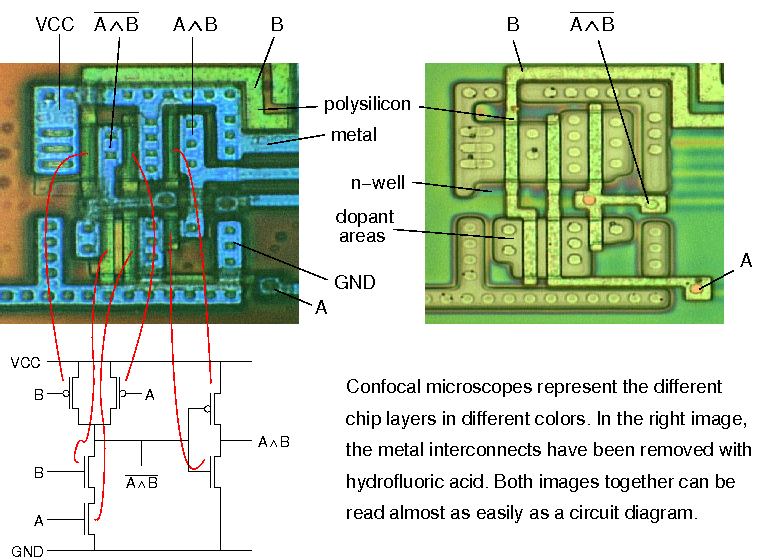 VCC
A∧B
A∧B
B
B
A∧B
polysilicon
metal
n-well
dopant
areas
GND
A
A
VCC
B
A
A∧B
A∧B
B
A
GND
Confocal microscopes represent the different
chip layers in different colors. In the right image,
the metal interconnects have been removed with
hydrofluoric acid. Both images together can be
read almost as easily as a circuit diagram.